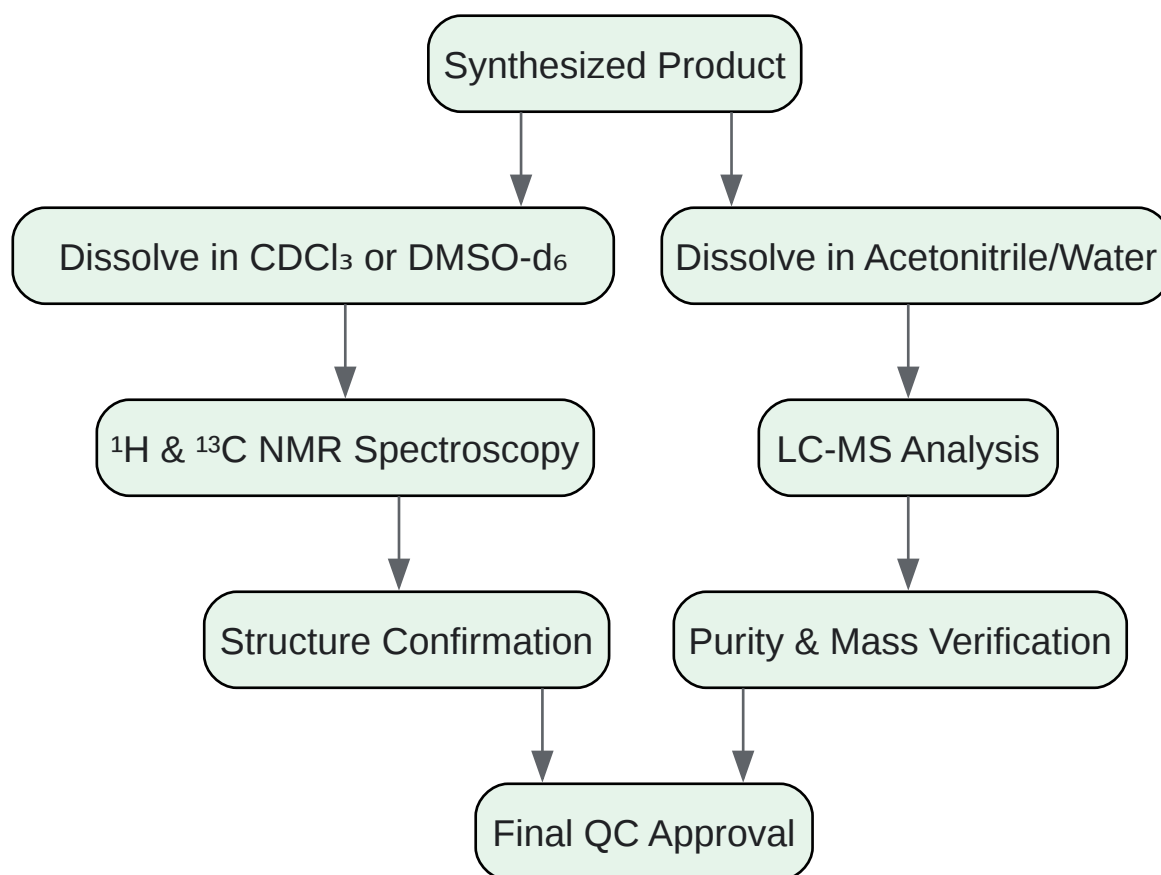 Synthesized Product
Dissolve in CDCl₃ or DMSO-d₆
Dissolve in Acetonitrile/Water
¹H & ¹³C NMR Spectroscopy
LC-MS Analysis
Structure Confirmation
Purity & Mass Verification
Final QC Approval